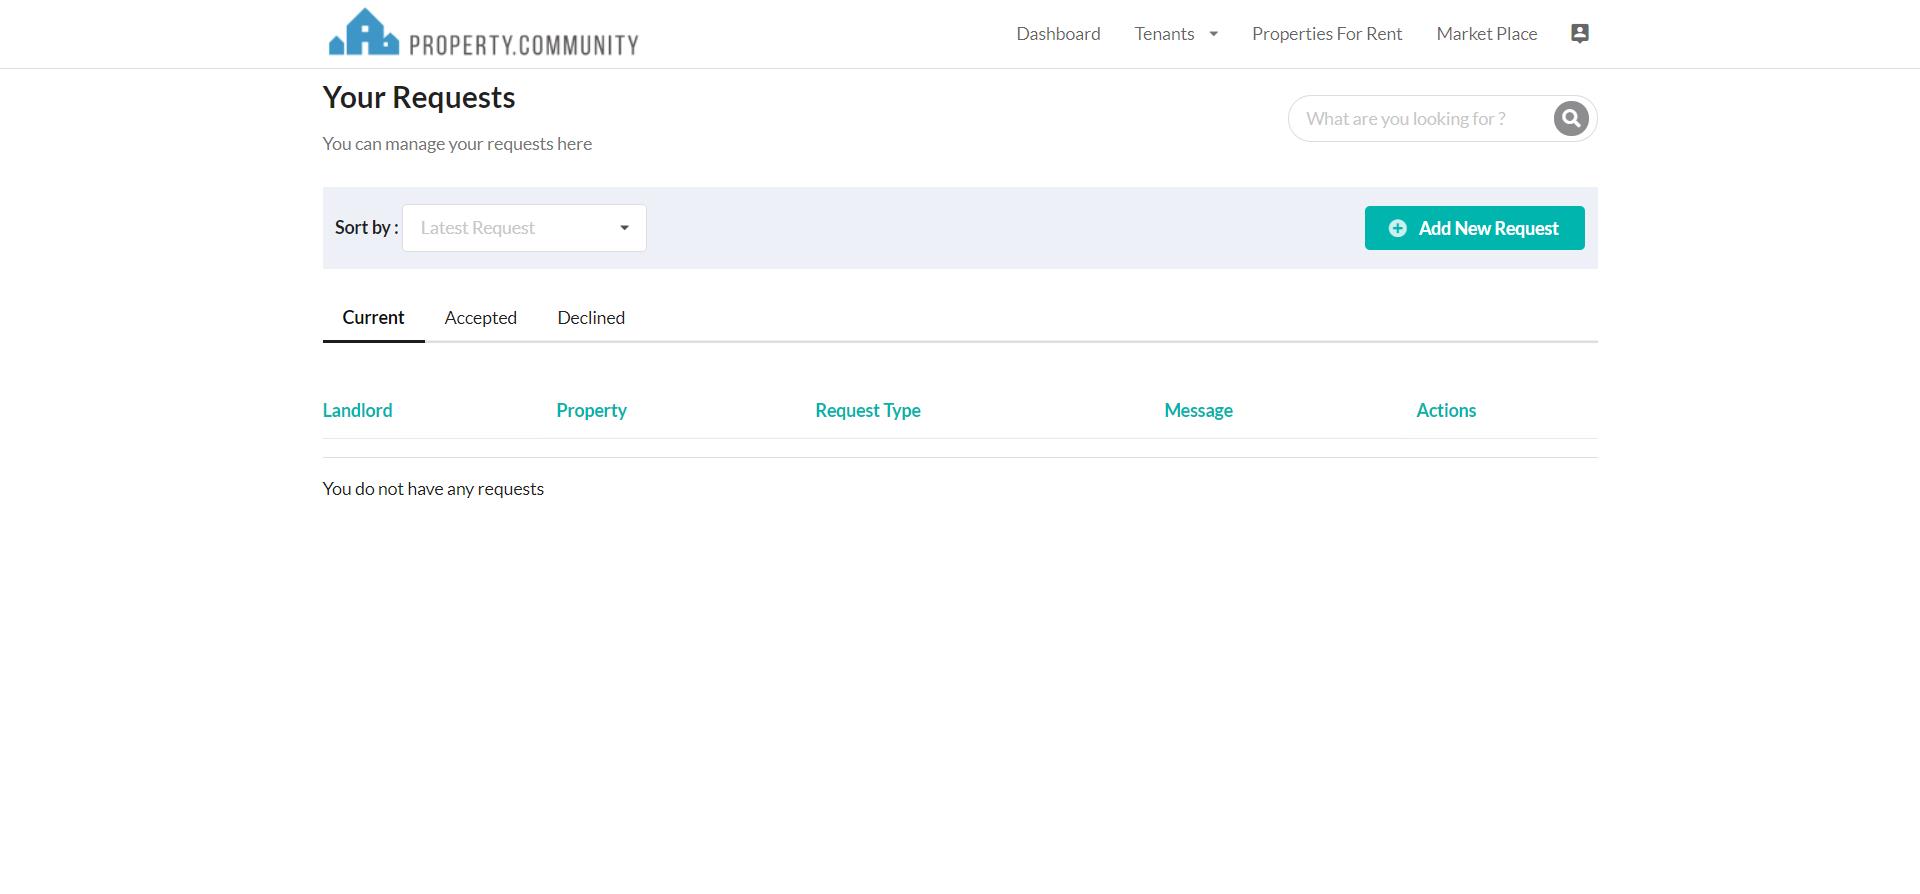 PROPERTY.COMMUNITY
Dashboard Tenants Properties For Rent Market Place
Your Requests
What are you looking for ?
You can manage your requests here
Sort by : Latest Request
Add New Request
Current Accepted Declined
Landlord Property Request Type Message Actions
You do not have any requests